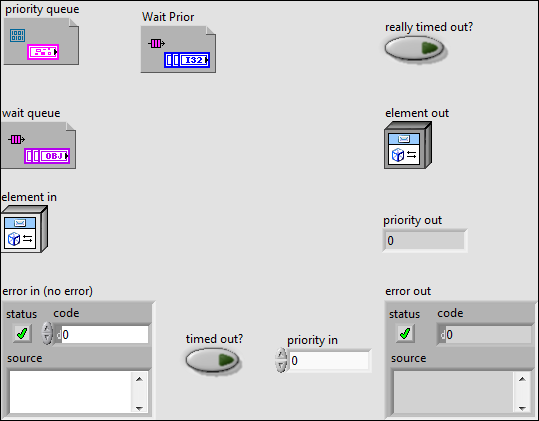 priority queue
Wait Prior
really timed out?
I32
wait queue
element out
OBJ
element in
priority out
0
error in (no error)
error out
status code
0
status code
0
timed out?
priority in
0
source
source